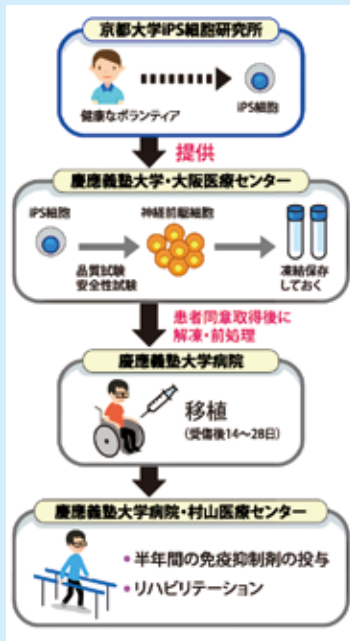 京都大学iPS細胞研究所
健康なボランティア
iPS細胞
提供
慶應義塾大学・大阪医療センター
iPS細胞
神経前駆細胞
品質試験
安全性試験
凍結保存
しておく
患者同意取得後に
解凍・前処理
慶應義塾大学病院
移植
(受傷後14〜28日)
慶應義塾大学病院・村山医療センター
• 半年間の免疫抑制剤の投与
• リハビリテーション